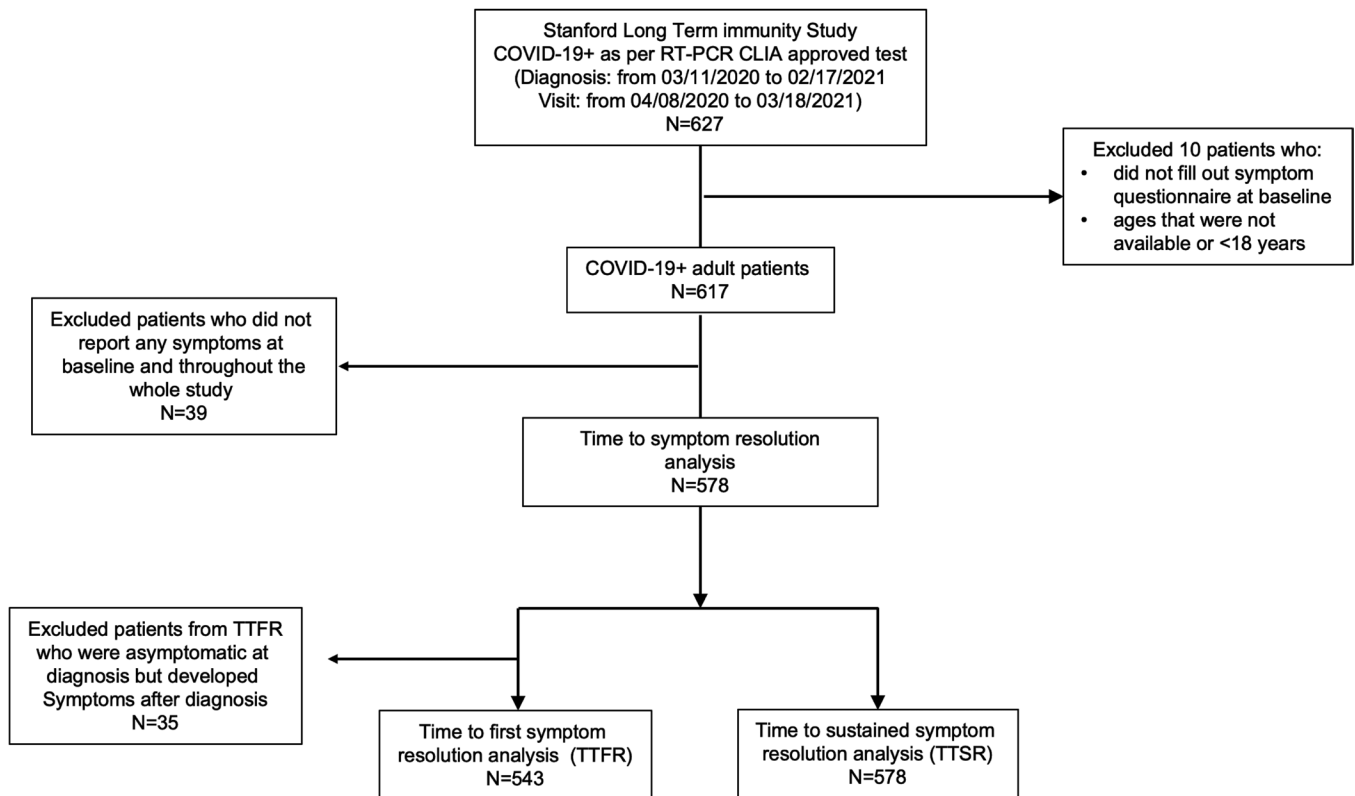 Stanford Long Term immunity Study
COVID-19+ as per RT-PCR CLIA approved test
(Diagnosis: from 03/11/2020 to 02/17/2021
Visit: from 04/08/2020 to 03/18/2021)
N=627
Excluded 10 patients who:
• did not fill out symptom
questionnaire at baseline
• ages that were not
available or <18 years
COVID-19+ adult patients
N=617
Excluded patients who did not
report any symptoms at
baseline and throughout the
whole study
N=39
Time to symptom resolution
analysis
N=578
Excluded patients from TTFR
who were asymptomatic at
diagnosis but developed
Symptoms after diagnosis
N=35
Time to first symptom
resolution analysis (TTFR)
N=543
Time to sustained symptom
resolution analysis (TTSR)
N=578